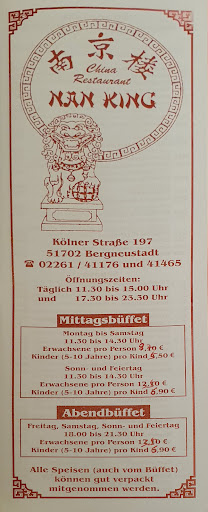 南京楼
China
Restaurant
NAN KING
Kölner Straße 197
51702 Bergneustadt
☎ 02261 / 41176 und 41465
Öffnungszeiten:
Täglich 11.30 bis 15.00 Uhr
und 17.30 bis 23.30 Uhr
Mittagsbüffet
Montag bis Samstag
11.30 bis 14.30 Uhr
Erwachsene pro Person
Kinder (5-10 Jahre) pro Kind
Sonn- und Feiertag
11.30 bis 14.30 Uhr
Erwachsene pro Person
Kinder (5-10 Jahre) pro Kind
Abendbüffet
Freitag, Samstag, Sonn- und Feiertag
18.00 bis 21.30 Uhr
Erwachsene pro Person
Kinder (5-10 Jahre) pro Kind
Alle Speisen (auch vom Büffet)
können gut verpackt
mitgenommen werden.